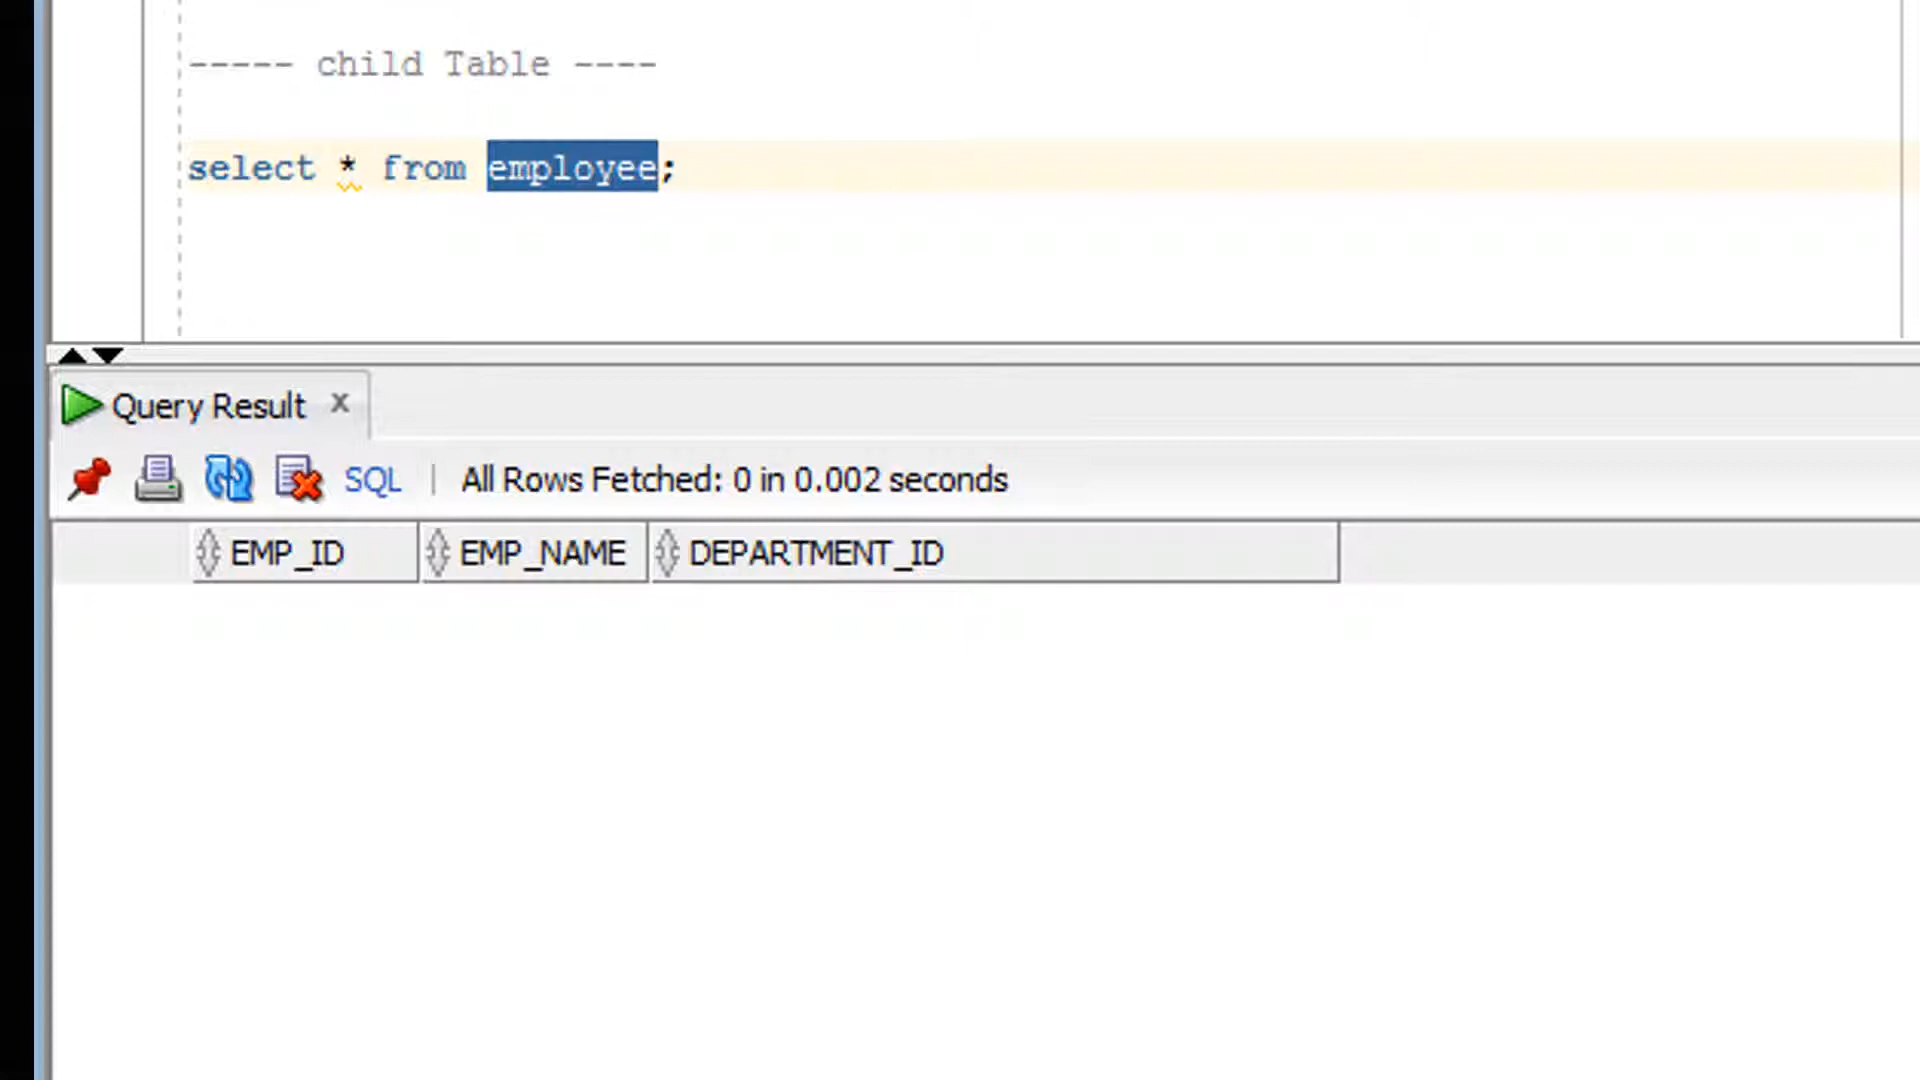 ----- child Table ----
select * from employee;
Query Result x
SQL | All Rows Fetched: 0 in 0.002 seconds
EMP_ID EMP_NAME DEPARTMENT_ID